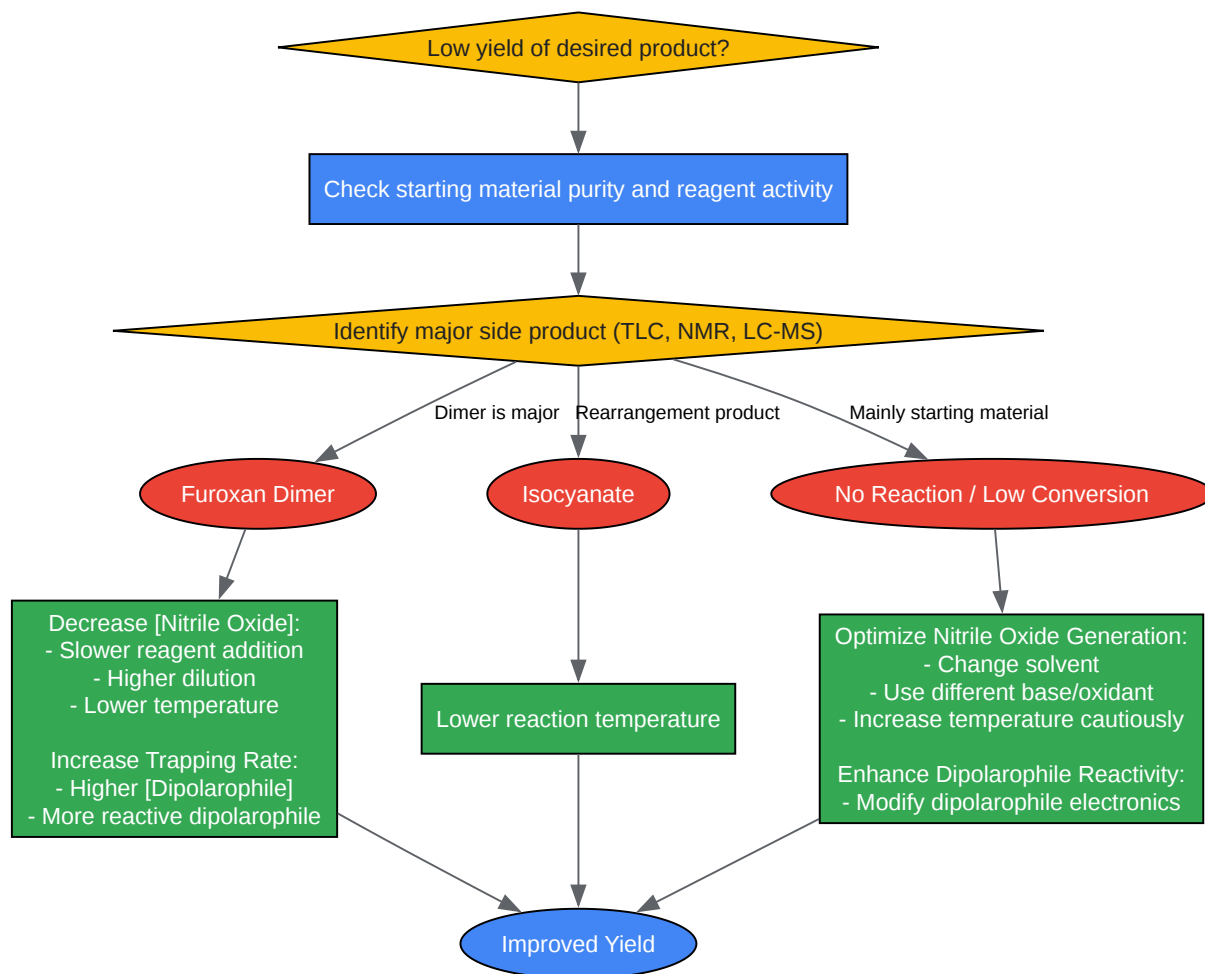 Low yield of desired product?
Check starting material purity and reagent activity
Identify major side product (TLC, NMR, LC-MS)
Dimer is major
Rearrangement product
Mainly starting material
Furoxan Dimer
Isocyanate
No Reaction / Low Conversion
Decrease [Nitrile Oxide]:
- Slower reagent addition
- Higher dilution
- Lower temperature
Increase Trapping Rate:
- Higher [Dipolarophile]
- More reactive dipolarophile
Lower reaction temperature
Optimize Nitrile Oxide Generation:
- Change solvent
- Use different base/oxidant
- Increase temperature cautiously
Enhance Dipolarophile Reactivity:
- Modify dipolarophile electronics
Improved Yield